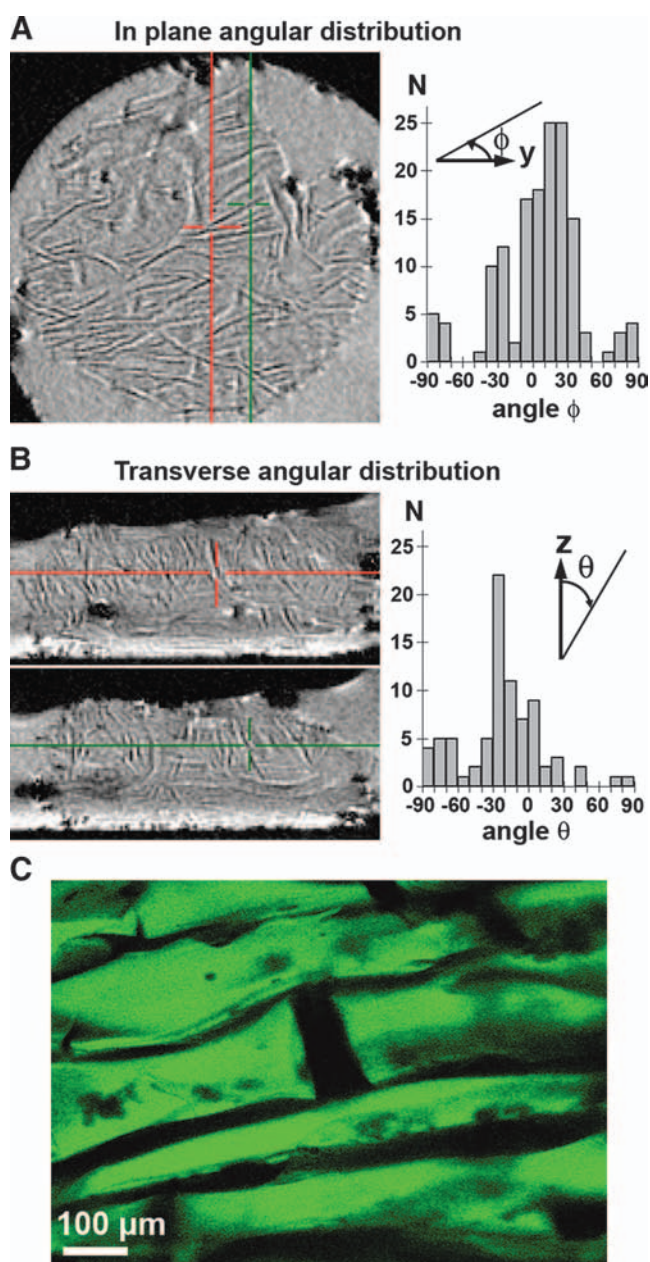 A In plane angular distribution
N
25
20
15
10
5
0
ϕ
y
-90 -60 -30 0 30 60 90
angle ϕ
B Transverse angular distribution
N
25
20
15
10
5
0
z
θ
-90 -60 -30 0 30 60 90
angle θ
C
100 µm